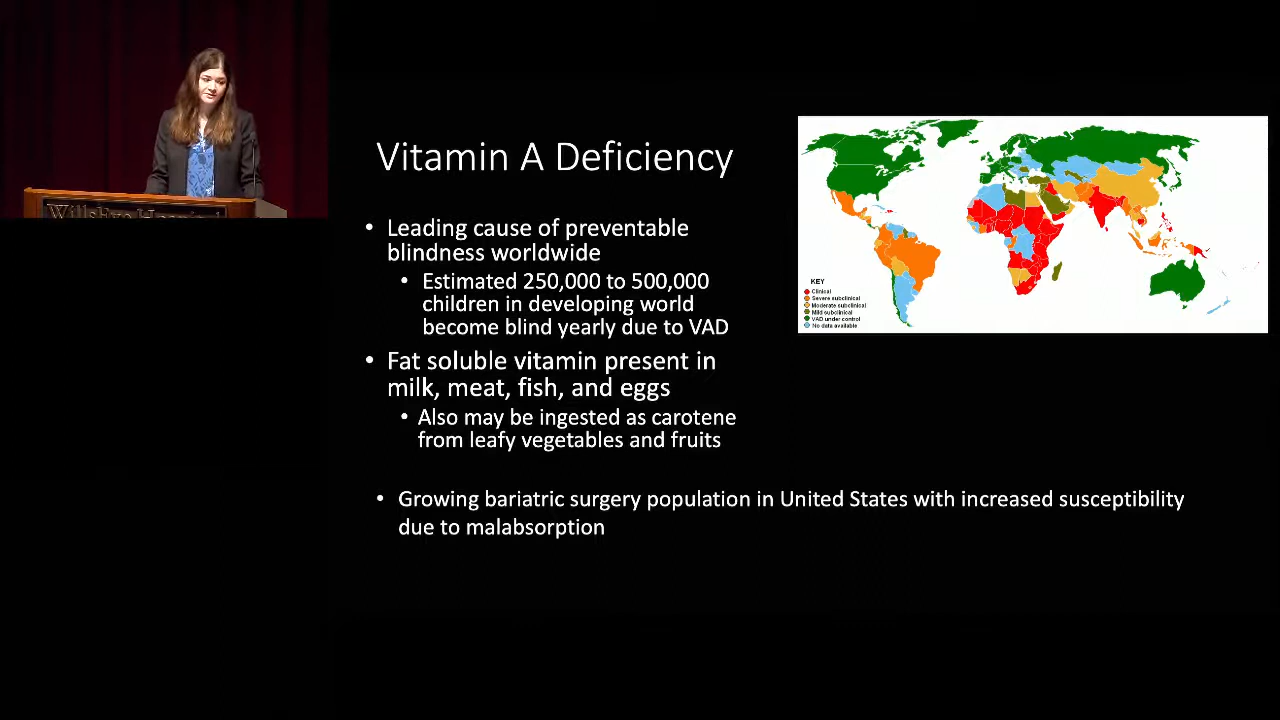 Vitamin A Deficiency
• Leading cause of preventable
blindness worldwide
• Estimated 250,000 to 500,000
children in developing world
become blind yearly due to VAD
• Fat soluble vitamin present in
milk, meat, fish, and eggs
• Also may be ingested as carotene
from leafy vegetables and fruits
• Growing bariatric surgery population in United States with increased susceptibility
due to malabsorption
KEY
Clinical
Severe subclinical
Moderate subclinical
Mild subclinical
VAD under control
No data available
WillsEye